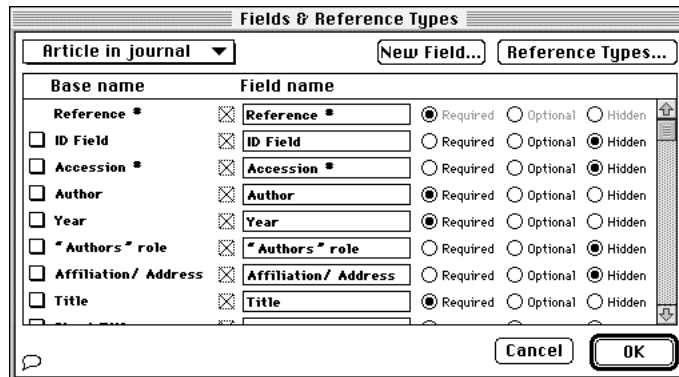 Fields & Reference Types
Article in journal New Field... Reference Types...
Base name Field name
Reference # Reference # Required Optional Hidden
ID Field ID Field Required Optional Hidden
Accession # Accession # Required Optional Hidden
Author Author Required Optional Hidden
Year Year Required Optional Hidden
"Authors" role "Authors" role Required Optional Hidden
Affiliation/ Address Affiliation/ Address Required Optional Hidden
Title Title Required Optional Hidden
Cancel OK